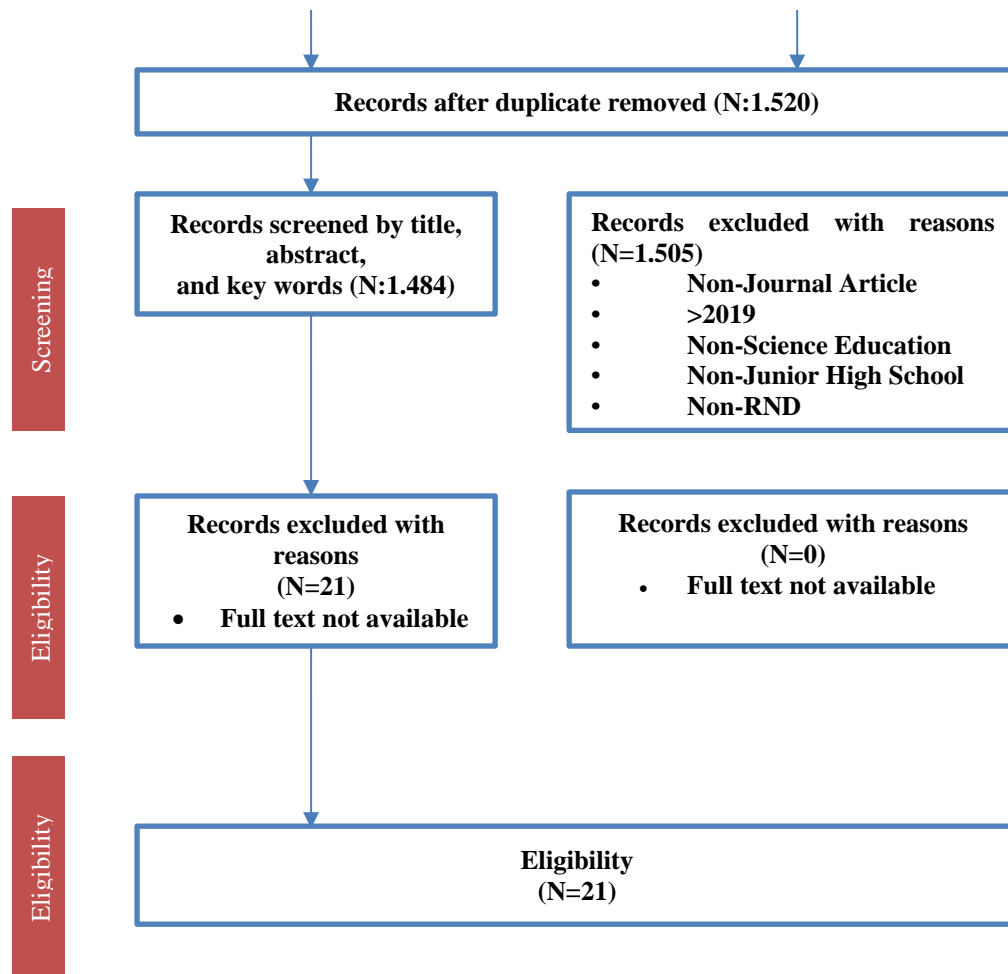 Records after duplicate removed (N:1.520)
Screening
Records screened by title,
abstract,
and key words (N:1.484)
Records excluded with reasons
(N=1.505)
• Non-Journal Article
• >2019
• Non-Science Education
• Non-Junior High School
• Non-RND
Eligibility
Records excluded with
reasons
(N=21)
• Full text not available
Records excluded with reasons
(N=0)
• Full text not available
Eligibility
Eligibility
(N=21)